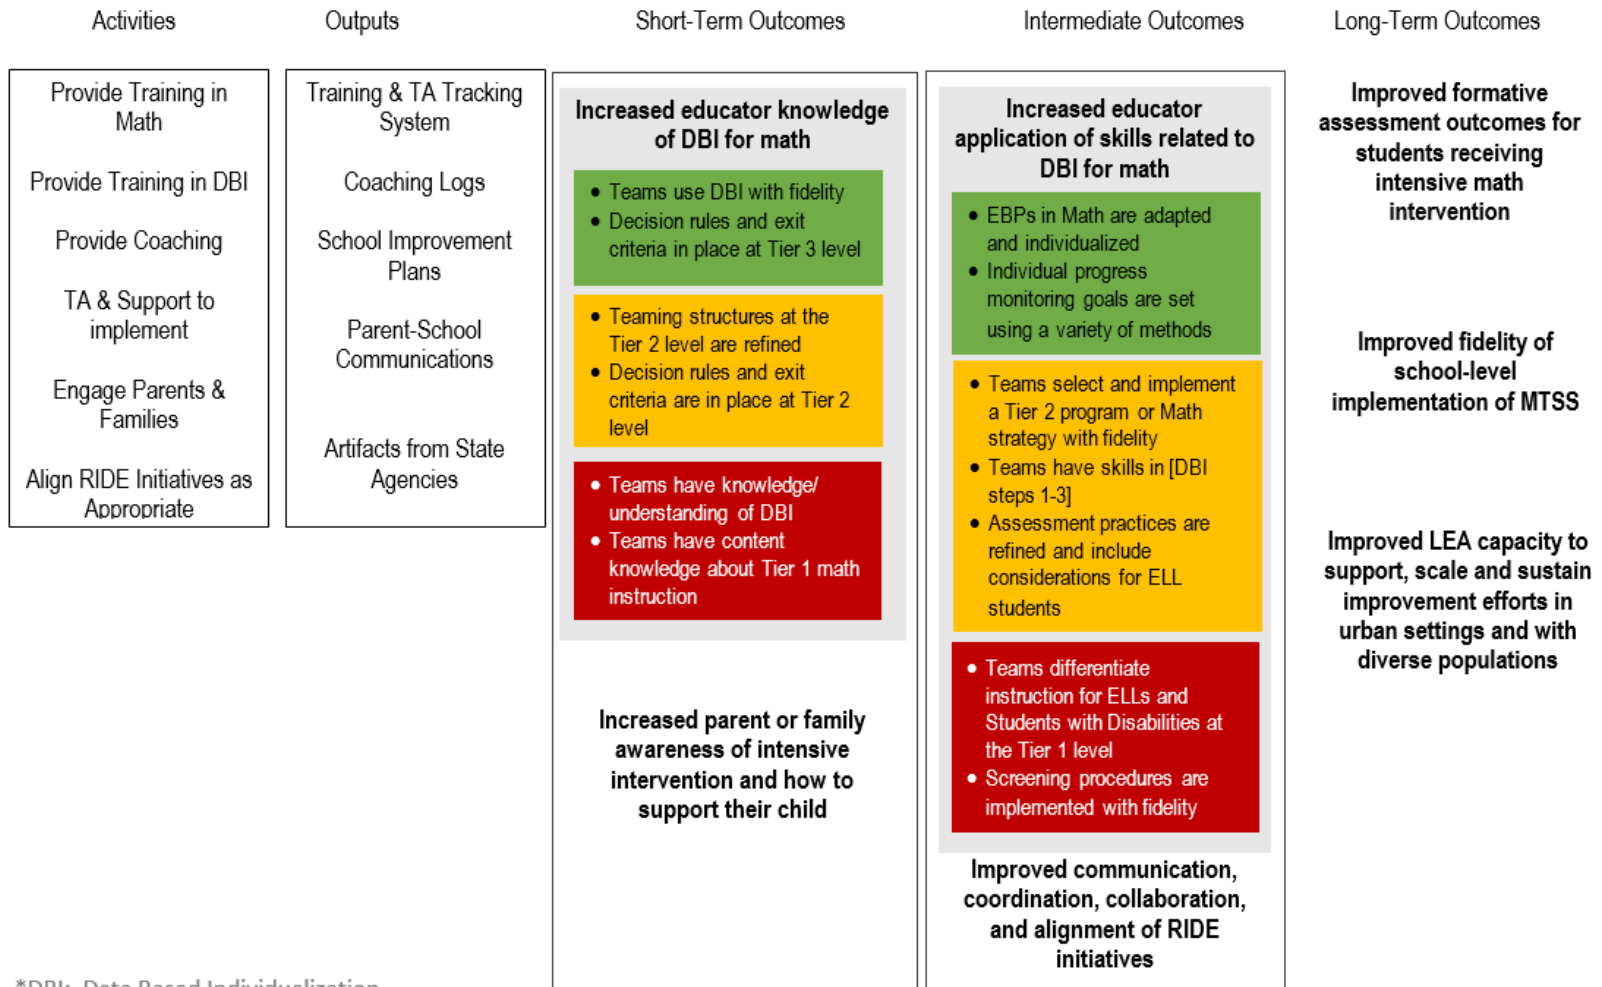 Activities
Outputs
Short-Term Outcomes
Intermediate Outcomes
Long-Term Outcomes
Provide Training in
Math
Provide Training in DBI
Provide Coaching
TA & Support to
implement
Engage Parents &
Families
Align RIDE Initiatives as
Appropriate
Training & TA Tracking
System
Coaching Logs
School Improvement
Plans
Parent-School
Communications
Artifacts from State
Agencies
Increased educator knowledge
of DBI for math
• Teams use DBI with fidelity
• Decision rules and exit
criteria in place at Tier 3 level
• Teaming structures at the
Tier 2 level are refined
• Decision rules and exit
criteria are in place at Tier 2
level
• Teams have knowledge/
understanding of DBI
• Teams have content
knowledge about Tier 1 math
instruction
Increased parent or family
awareness of intensive
intervention and how to
support their child
Increased educator
application of skills related to
DBI for math
• EBPs in Math are adapted
and individualized
• Individual progress
monitoring goals are set
using a variety of methods
• Teams select and implement
a Tier 2 program or Math
strategy with fidelity
• Teams have skills in [DBI
steps 1-3]
• Assessment practices are
refined and include
considerations for ELL
students
• Teams differentiate
instruction for ELLs and
Students with Disabilities at
the Tier 1 level
• Screening procedures are
implemented with fidelity
Improved communication,
coordination, collaboration,
and alignment of RIDE
initiatives
Improved formative
assessment outcomes for
students receiving
intensive math
intervention
Improved fidelity of
school-level
implementation of MTSS
Improved LEA capacity to
support, scale and sustain
improvement efforts in
urban settings and with
diverse populations
*DBI: Data Based Individualization